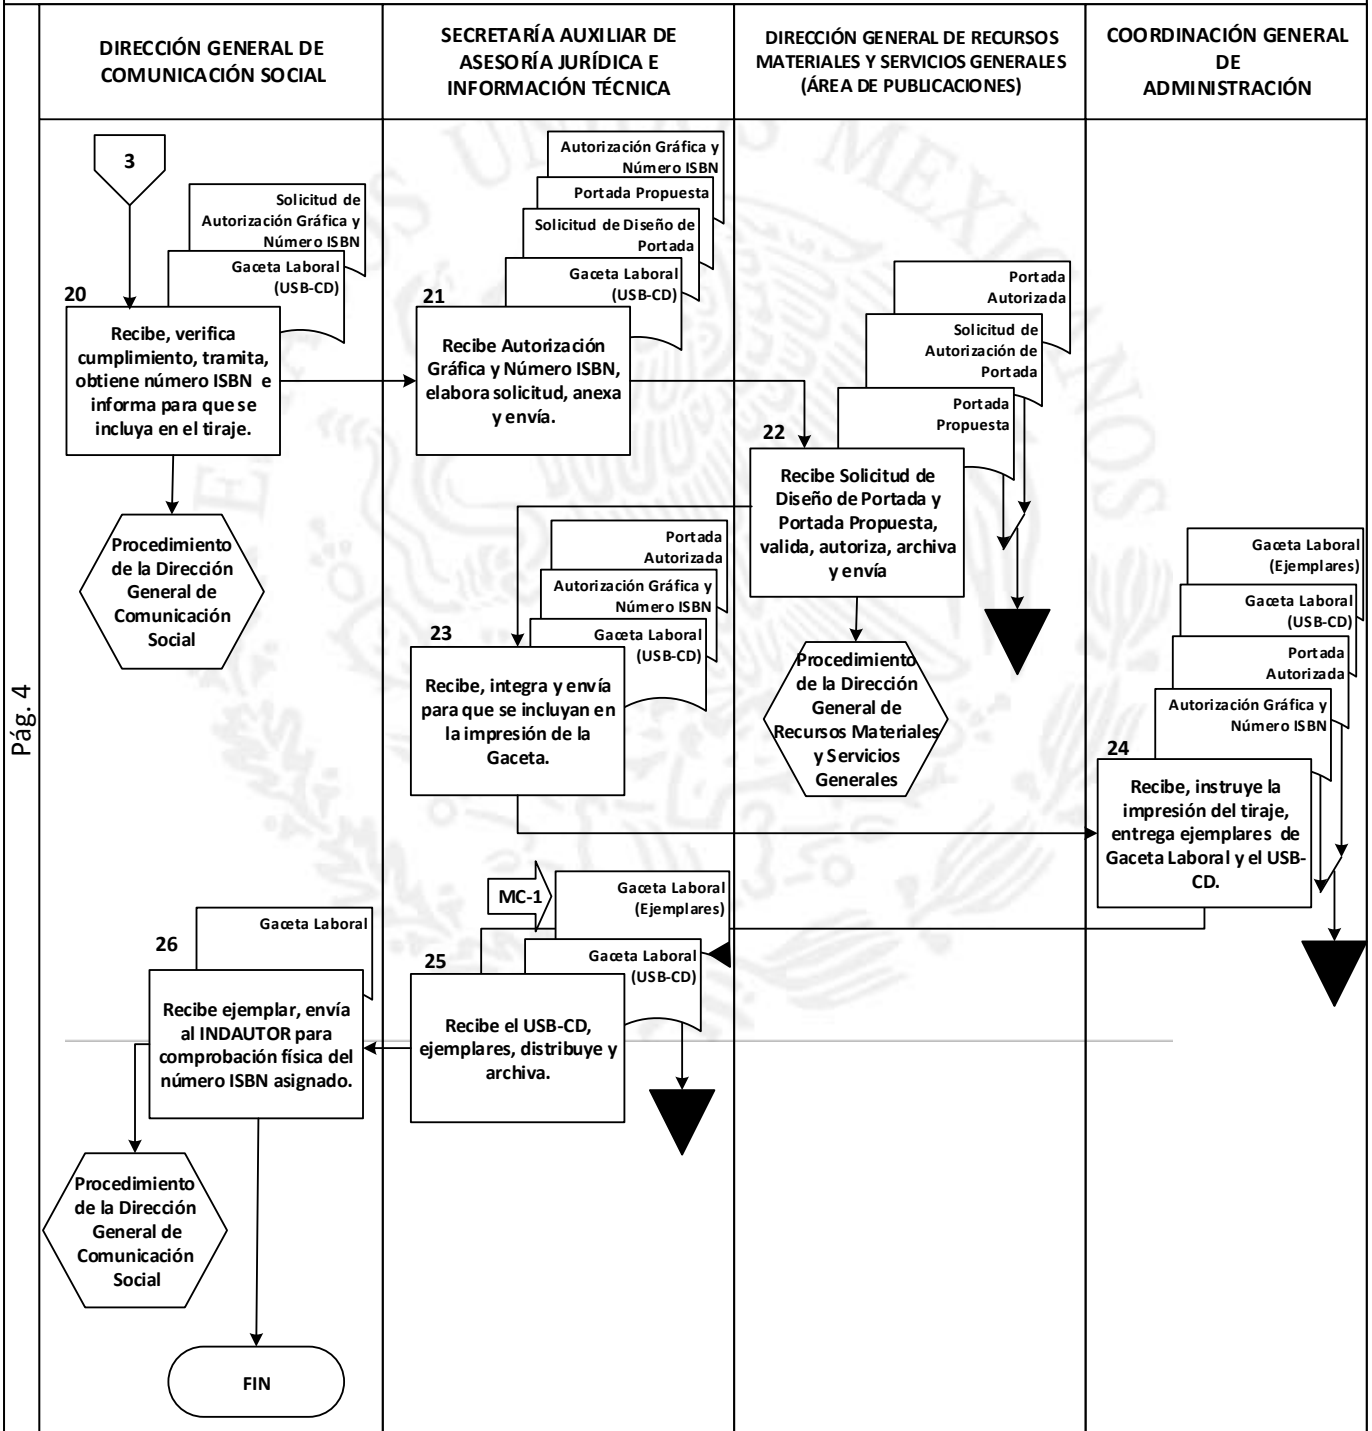 DIRECCIÓN GENERAL DE
COMUNICACIÓN SOCIAL
SECRETARÍA AUXILIAR DE
ASESORÍA JURÍDICA E
INFORMACIÓN TÉCNICA
DIRECCIÓN GENERAL DE RECURSOS
MATERIALES Y SERVICIOS GENERALES
(ÁREA DE PUBLICACIONES)
COORDINACIÓN GENERAL
DE
ADMINISTRACIÓN
Pág. 4
UNIDOS MEXICANOS
3
Solicitud de
Autorización Gráfica y
Número ISBN
Gaceta Laboral
(USB-CD)
20
Recibe, verifica
cumplimiento, tramita,
obtiene número ISBN e
informa para que se
incluya en el tiraje.
Procedimiento
de la Dirección
General de
Comunicación
Social
Autorización Gráfica y
Número ISBN
Portada Propuesta
Solicitud de Diseño de
Portada
Gaceta Laboral
(USB-CD)
21
Recibe Autorización
Gráfica y Número ISBN,
elabora solicitud, anexa
y envía.
Portada
Autorizada
Solicitud de
Autorización de
Portada
Portada
Propuesta
22
Recibe Solicitud de
Diseño de Portada y
Portada Propuesta,
valida, autoriza, archiva
y envía
Procedimiento
de la Dirección
General de
Recursos Materiales
y Servicios
Generales
Portada
Autorizada
Autorización Gráfica y
Número ISBN
Gaceta Laboral
(USB-CD)
23
Recibe, integra y envía
para que se incluyan en
la impresión de la
Gaceta.
Gaceta Laboral
(Ejemplares)
Gaceta Laboral
(USB-CD)
Portada
Autorizada
Autorización Gráfica y
Número ISBN
24
Recibe, instruye la
impresión del tiraje,
entrega ejemplares de
Gaceta Laboral y el USB-
CD.
MC-1
Gaceta Laboral
(Ejemplares)
Gaceta Laboral
(USB-CD)
25
Recibe el USB-CD,
ejemplares, distribuye y
archiva.
Gaceta Laboral
26
Recibe ejemplar, envía
al INDAUTOR para
comprobación física del
número ISBN asignado.
Procedimiento
de la Dirección
General de
Comunicación
Social
FIN